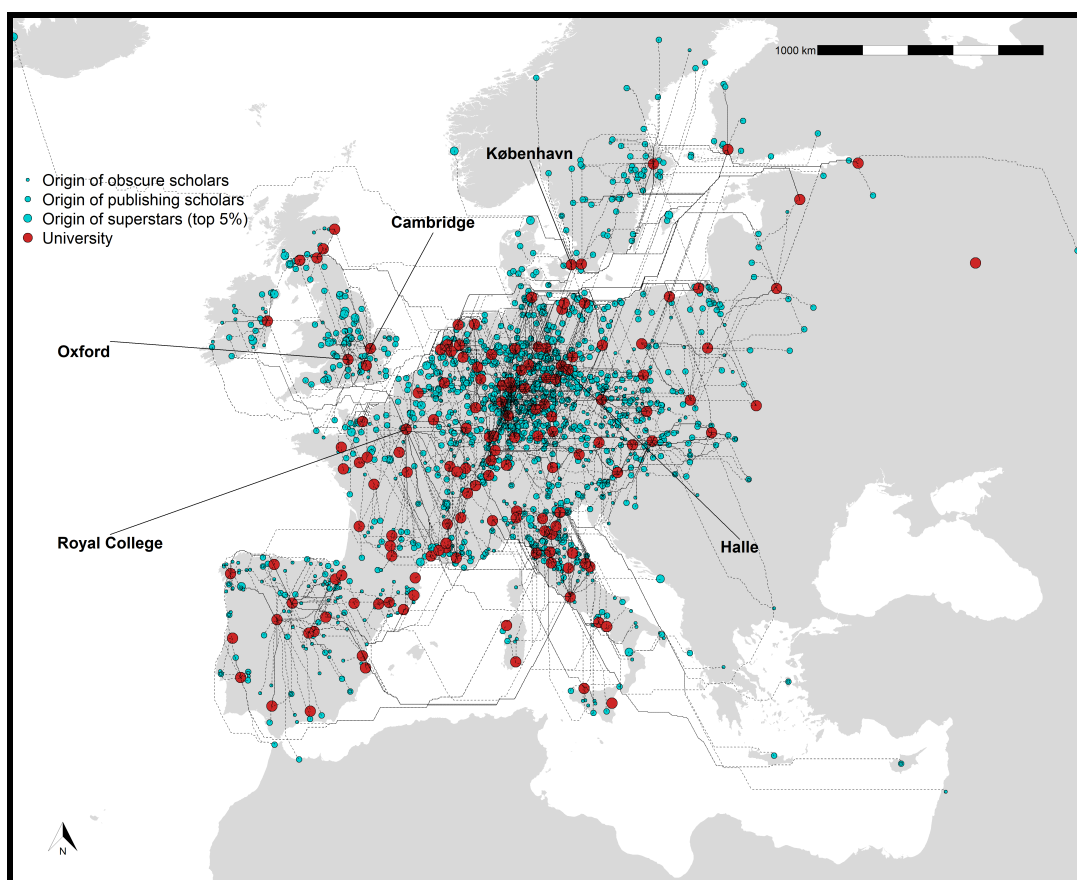 1000 km
København
Origin of obscure scholars
Origin of publishing scholars
Origin of superstars (top 5%)
University
Cambridge
Oxford
Royal College
Halle
N